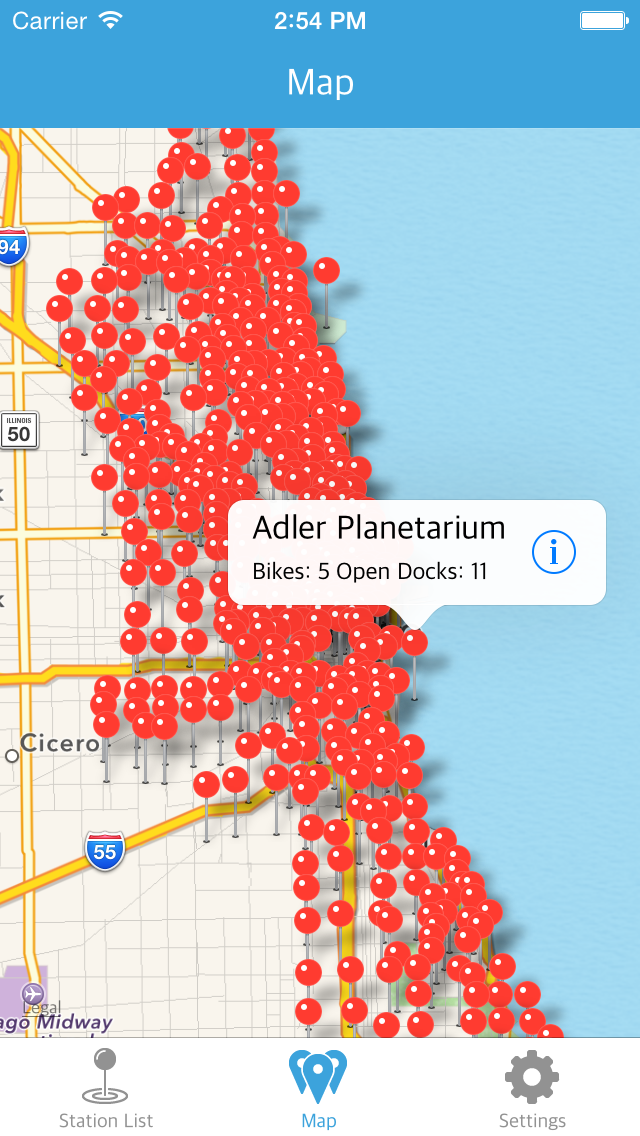 Carrier 2:54 PM
Map
94
ILLINOIS
50
Adler Planetarium
Bikes: 5 Open Docks: 11
Cicero
55
Legal
ago Midway
Station List Map Settings